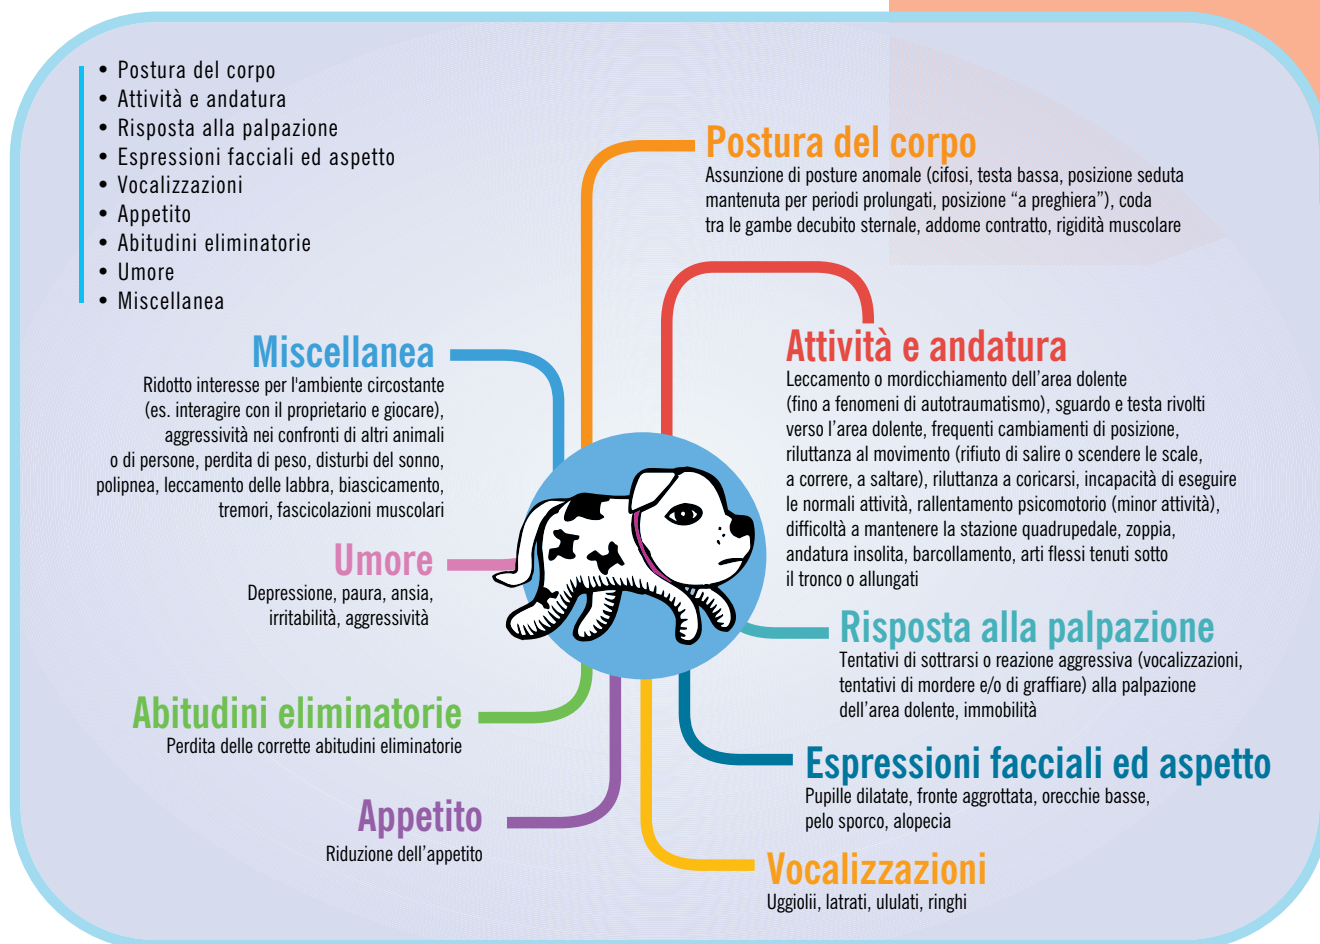 • Postura del corpo
• Attività e andatura
• Risposta alla palpazione
• Espressioni facciali ed aspetto
• Vocalizzazioni
• Appetito
• Abitudini eliminatorie
• Umore
• Miscellanea
Postura del corpo
Assunzione di posture anomale (cifosi, testa bassa, posizione seduta
mantenuta per periodi prolungati, posizione “a preghiera”), coda
tra le gambe decubito sternale, addome contratto, rigidità muscolare
Attività e andatura
Leccamento o mordicchiamento dell’area dolente
(fino a fenomeni di autotraumatismo), sguardo e testa rivolti
verso l’area dolente, frequenti cambiamenti di posizione,
riluttanza al movimento (rifiuto di salire o scendere le scale,
a correre, a saltare), riluttanza a coricarsi, incapacità di eseguire
le normali attività, rallentamento psicomotorio (minor attività),
difficoltà a mantenere la stazione quadrupedale, zoppia,
andatura insolita, barcollamento, arti flessi tenuti sotto
il tronco o allungati
Risposta alla palpazione
Tentativi di sottrarsi o reazione aggressiva (vocalizzazioni,
tentativi di mordere e/o di graffiare) alla palpazione
dell’area dolente, immobilità
Espressioni facciali ed aspetto
Pupille dilatate, fronte aggrottata, orecchie basse,
pelo sporco, alopecia
Vocalizzazioni
Uggiolii, latrati, ululati, ringhi
Appetito
Riduzione dell’appetito
Abitudini eliminatorie
Perdita delle corrette abitudini eliminatorie
Umore
Depressione, paura, ansia,
irritabilità, aggressività
Miscellanea
Ridotto interesse per l'ambiente circostante
(es. interagire con il proprietario e giocare),
aggressività nei confronti di altri animali
o di persone, perdita di peso, disturbi del sonno,
polipnea, leccamento delle labbra, biascicamento,
tremori, fascicolazioni muscolari